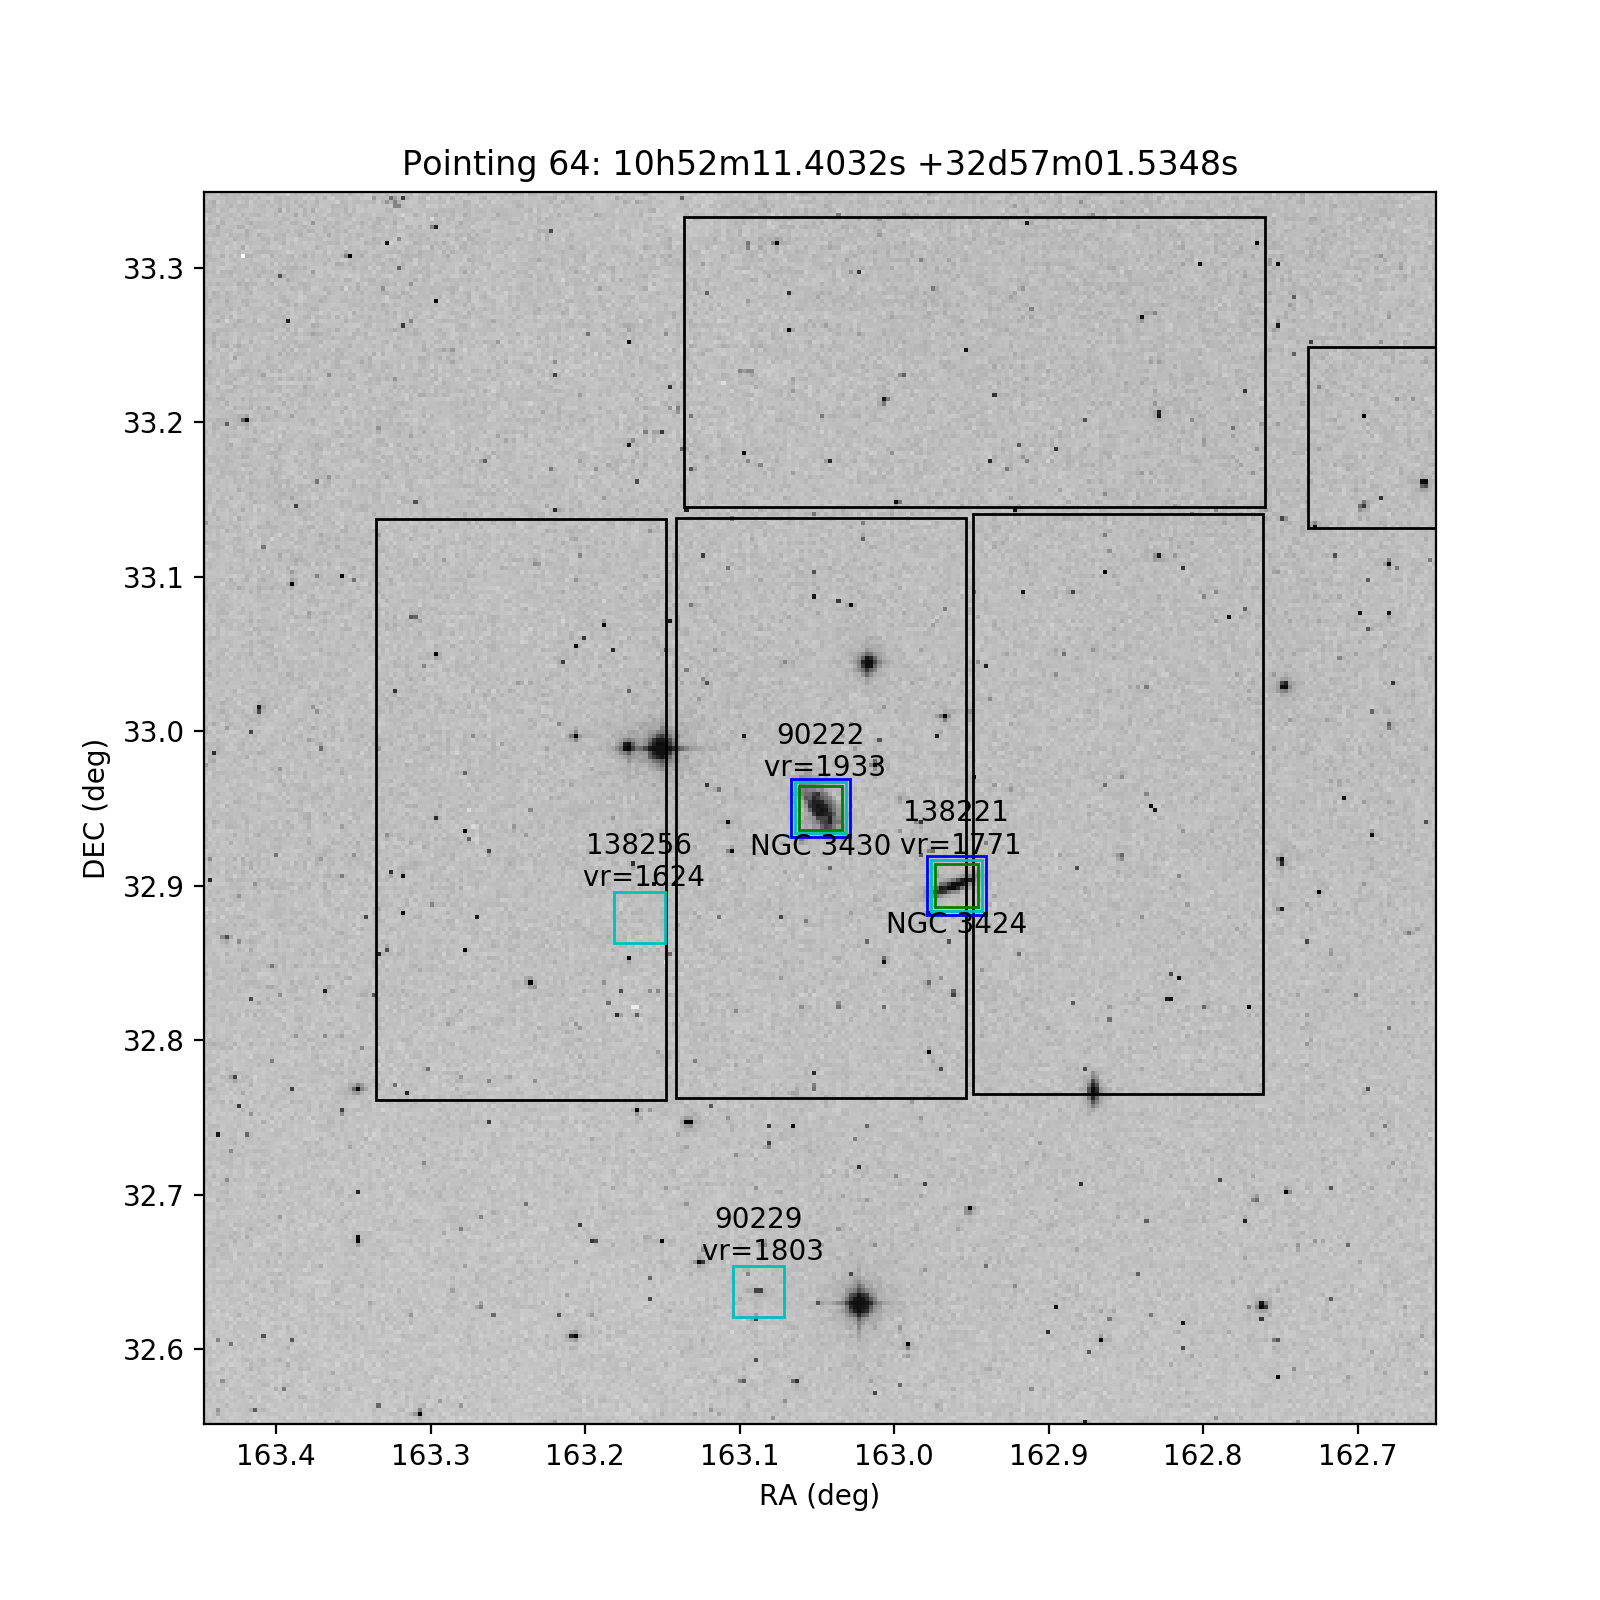 Pointing 64: 10h52m11.4032s +32d57m01.5348s
33.3
33.2
33.1
33.0
32.9
32.8
32.7
32.6
DEC (deg)
90222
vr=1933
NGC 3430
138221
vr=1771
NGC 3424
138256
vr=1624
90229
vr=1803
163.4
163.3
163.2
163.1
163.0
162.9
162.8
162.7
RA (deg)